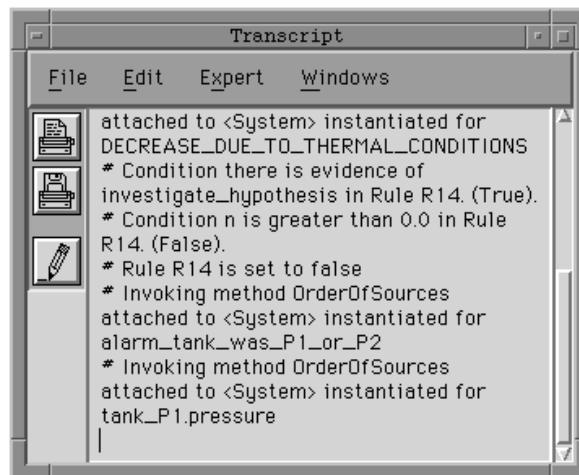 Transcript
File Edit Expert Windows
attached to <System> instantiated for
DECREASE_DUE_TO_THERMAL_CONDITIONS
# Condition there is evidence of
investigate_hypothesis in Rule R14. (True).
# Condition n is greater than 0.0 in Rule
R14. (False).
# Rule R14 is set to false
# Invoking method OrderOfSources
attached to <System> instantiated for
alarm_tank_was_P1_or_P2
# Invoking method OrderOfSources
attached to <System> instantiated for
tank_P1.pressure